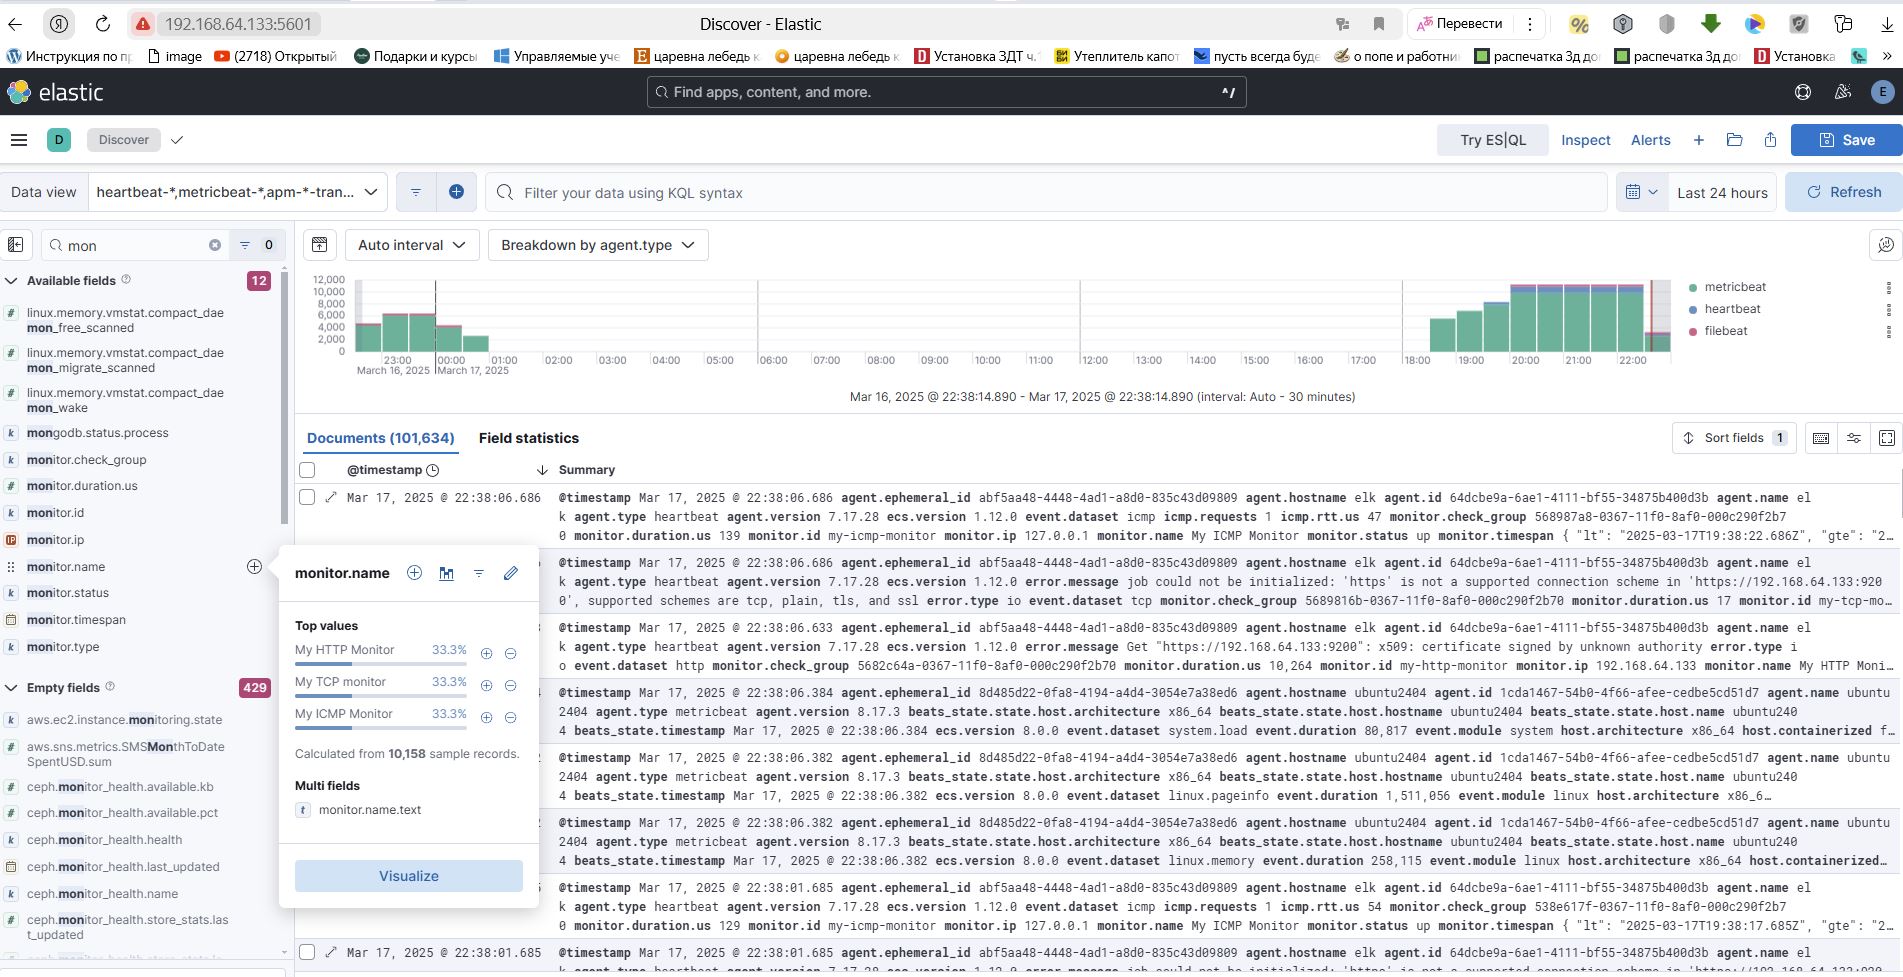 192.168.64.133:5601
Discover - Elastic
Перевести
Инструкция по пр
image
(2718) Открытый
Подарки и курсы
Управляемые уче
царевна лебедь к
царевна лебедь к
Установка ЗДТ ч.1
Утеплитель капот
пусть всегда буде
о попе и работни
распечатка 3д до
распечатка 3д до
Установка
»
elastic
Find apps, content, and more.
^/
E
D
Discover
Try ES|QL
Inspect
Alerts
Save
Data view
heartbeat-*,metricbeat-*,apm-*-tran...
Filter your data using KQL syntax
Last 24 hours
Refresh
mon
0
Auto interval
Breakdown by agent.type
Available fields
12
linux.memory.vmstat.compact_dae
mon_free_scanned
linux.memory.vmstat.compact_dae
mon_migrate_scanned
linux.memory.vmstat.compact_dae
mon_wake
mongodb.status.process
monitor.check_group
monitor.duration.us
monitor.id
monitor.ip
monitor.name
monitor.status
monitor.timespan
monitor.type
Empty fields
429
aws.ec2.instance.monitoring.state
aws.sns.metrics.SMSMonthToDate
SpentUSD.sum
ceph.monitor_health.available.kb
ceph.monitor_health.available.pct
ceph.monitor_health.health
ceph.monitor_health.last_updated
ceph.monitor_health.name
ceph.monitor_health.store_stats.las
t_updated
12,000
10,000
8,000
6,000
4,000
2,000
0
23:00 00:00 01:00 02:00 03:00 04:00 05:00 06:00 07:00 08:00 09:00 10:00 11:00 12:00 13:00 14:00 15:00 16:00 17:00 18:00 19:00 20:00 21:00 22:00
March 16, 2025 March 17, 2025
metricbeat
heartbeat
filebeat
Mar 16, 2025 @ 22:38:14.890 - Mar 17, 2025 @ 22:38:14.890 (interval: Auto - 30 minutes)
Documents (101,634)
Field statistics
Sort fields 1
@timestamp
Summary
Mar 17, 2025 @ 22:38:06.686
@timestamp Mar 17, 2025 @ 22:38:06.686 agent.ephemeral_id abf5aa48-4448-4ad1-a8d0-835c43d09809 agent.hostname elk agent.id 64dcbe9a-6ae1-4111-bf55-34875b400d3b agent.name el
k agent.type heartbeat agent.version 7.17.28 ecs.version 1.12.0 event.dataset icmp icmp.requests 1 icmp.rtt.us 47 monitor.check_group 568987a8-0367-11f0-8af0-000c290f2b7
0 monitor.duration.us 139 monitor.id my-icmp-monitor monitor.ip 127.0.0.1 monitor.name My ICMP Monitor monitor.status up monitor.timespan { "lt": "2025-03-17T19:38:22.686Z", "gte": "2...
@timestamp Mar 17, 2025 @ 22:38:06.686 agent.ephemeral_id abf5aa48-4448-4ad1-a8d0-835c43d09809 agent.hostname elk agent.id 64dcbe9a-6ae1-4111-bf55-34875b400d3b agent.name el
k agent.type heartbeat agent.version 7.17.28 ecs.version 1.12.0 error.message job could not be initialized: 'https' is not a supported connection scheme in 'https://192.168.64.133:920
0', supported schemes are tcp, plain, tls, and ssl error.type io event.dataset tcp monitor.check_group 5689816b-0367-11f0-8af0-000c290f2b70 monitor.duration.us 17 monitor.id my-tcp-mo...
@timestamp Mar 17, 2025 @ 22:38:06.633 agent.ephemeral_id abf5aa48-4448-4ad1-a8d0-835c43d09809 agent.hostname elk agent.id 64dcbe9a-6ae1-4111-bf55-34875b400d3b agent.name el
k agent.type heartbeat agent.version 7.17.28 ecs.version 1.12.0 error.message Get "https://192.168.64.133:9200": x509: certificate signed by unknown authority error.type i
o event.dataset http monitor.check_group 5682c64a-0367-11f0-8af0-000c290f2b70 monitor.duration.us 10,264 monitor.id my-http-monitor monitor.ip 192.168.64.133 monitor.name My HTTP Moni...
@timestamp Mar 17, 2025 @ 22:38:06.384 agent.ephemeral_id 8d485d22-0fa8-4194-a4d4-3054e7a38ed6 agent.hostname ubuntu2404 agent.id 1cda1467-54b0-4f66-afee-cedbe5cd51d7 agent.name ubuntu
2404 agent.type metricbeat agent.version 8.17.3 beats_state.state.host.architecture x86_64 beats_state.state.host.hostname ubuntu2404 beats_state.state.host.name ubuntu240
4 beats_state.timestamp Mar 17, 2025 @ 22:38:06.384 ecs.version 8.0.0 event.dataset system.load event.duration 80,817 event.module system host.architecture x86_64 host.containerized f...
@timestamp Mar 17, 2025 @ 22:38:06.382 agent.ephemeral_id 8d485d22-0fa8-4194-a4d4-3054e7a38ed6 agent.hostname ubuntu2404 agent.id 1cda1467-54b0-4f66-afee-cedbe5cd51d7 agent.name ubuntu
2404 agent.type metricbeat agent.version 8.17.3 beats_state.state.host.architecture x86_64 beats_state.state.host.hostname ubuntu2404 beats_state.state.host.name ubuntu240
4 beats_state.timestamp Mar 17, 2025 @ 22:38:06.382 ecs.version 8.0.0 event.dataset linux.pageinfo event.duration 1,511,056 event.module linux host.architecture x86_6...
@timestamp Mar 17, 2025 @ 22:38:06.382 agent.ephemeral_id 8d485d22-0fa8-4194-a4d4-3054e7a38ed6 agent.hostname ubuntu2404 agent.id 1cda1467-54b0-4f66-afee-cedbe5cd51d7 agent.name ubuntu
2404 agent.type metricbeat agent.version 8.17.3 beats_state.state.host.architecture x86_64 beats_state.state.host.hostname ubuntu2404 beats_state.state.host.name ubuntu240
4 beats_state.timestamp Mar 17, 2025 @ 22:38:06.382 ecs.version 8.0.0 event.dataset linux.memory event.duration 258,115 event.module linux host.architecture x86_64 host.containerized...
@timestamp Mar 17, 2025 @ 22:38:01.685 agent.ephemeral_id abf5aa48-4448-4ad1-a8d0-835c43d09809 agent.hostname elk agent.id 64dcbe9a-6ae1-4111-bf55-34875b400d3b agent.name el
k agent.type heartbeat agent.version 7.17.28 ecs.version 1.12.0 event.dataset icmp icmp.requests 1 icmp.rtt.us 54 monitor.check_group 538e617f-0367-11f0-8af0-000c290f2b7
0 monitor.duration.us 129 monitor.id my-icmp-monitor monitor.ip 127.0.0.1 monitor.name My ICMP Monitor monitor.status up monitor.timespan { "lt": "2025-03-17T19:38:17.685Z", "gte": "2...
Mar 17, 2025 @ 22:38:01.685
@timestamp Mar 17, 2025 @ 22:38:01.685 agent.ephemeral_id abf5aa48-4448-4ad1-a8d0-835c43d09809 agent.hostname elk agent.id 64dcbe9a-6ae1-4111-bf55-34875b400d3b agent.name el
monitor.name
Top values
My HTTP Monitor 33.3%
My TCP monitor 33.3%
My ICMP Monitor 33.3%
Calculated from 10,158 sample records.
Multi fields
t monitor.name.text
Visualize